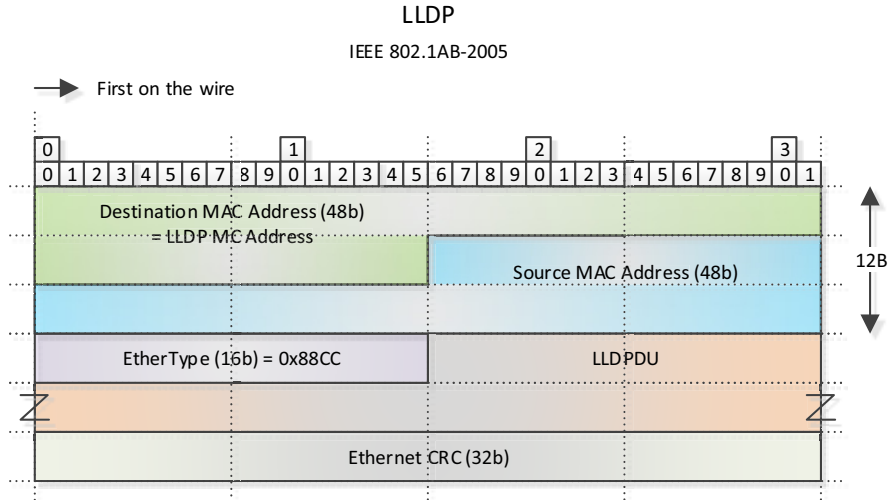 LLDP
IEEE 802.1AB-2005
First on the wire
0 1 2 3
0 1 2 3 4 5 6 7 8 9 0 1 2 3 4 5 6 7 8 9 0 1 2 3 4 5 6 7 8 9 0 1
Destination MAC Address (48b)
= LLDP MC Address
Source MAC Address (48b)
12B
EtherType (16b) = 0x88CC
LLDPDU
Ethernet CRC (32b)